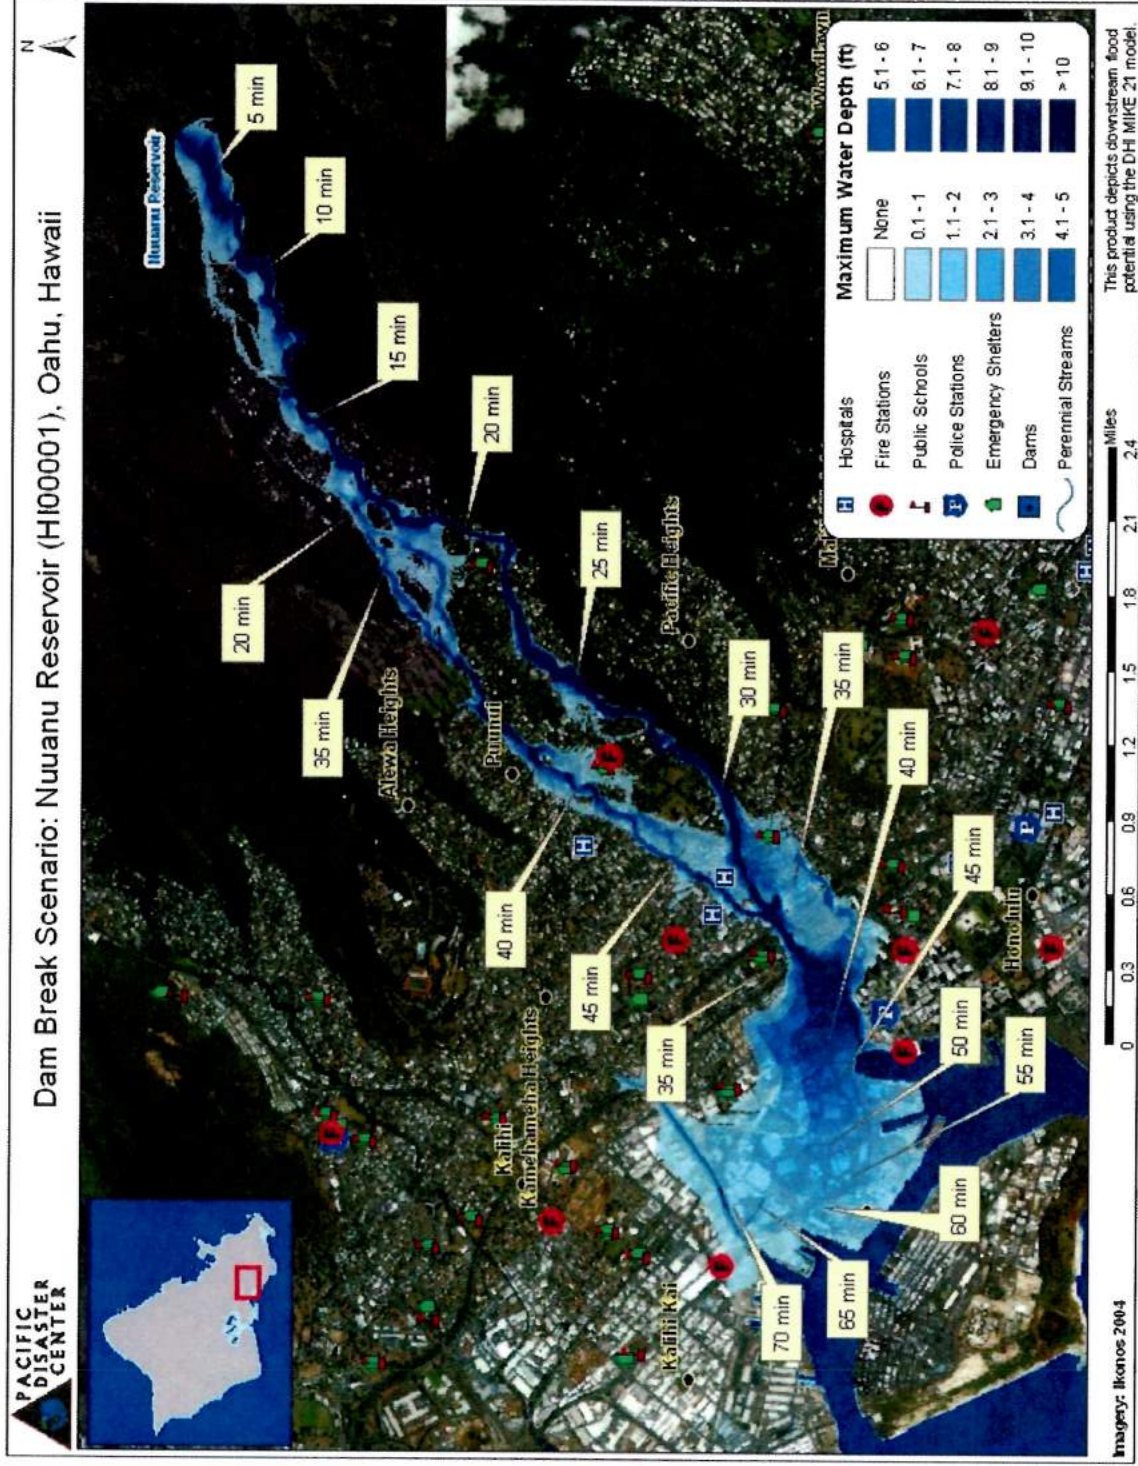 PACIFIC
DISASTER
CENTER
Dam Break Scenario: Nuuanu Reservoir (HI00001), Oahu, Hawaii
N
Nuuanu Reservoir
5 min
10 min
15 min
20 min
20 min
35 min
25 min
Alewa Heights
Puunui
Pacific Heights
30 min
35 min
40 min
40 min
45 min
45 min
35 min
Kamehameha Heights
Kalihi
Honolulu
50 min
55 min
60 min
65 min
70 min
Kalihi Kai
Hospitals
Fire Stations
Public Schools
Police Stations
Emergency Shelters
Dams
Perennial Streams
Maximum Water Depth (ft)
None
0.1 - 1
1.1 - 2
2.1 - 3
3.1 - 4
4.1 - 5
5.1 - 6
6.1 - 7
7.1 - 8
8.1 - 9
9.1 - 10
> 10
Imagery: Ikonos 2004
0 0.3 0.6 0.9 1.2 1.5 1.8 2.1 2.4 Miles
This product depicts downstream flood
potential using the DHI MIKE 21 model.